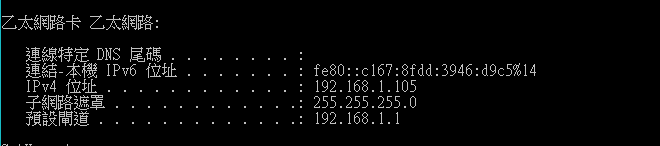 乙太網路卡 乙太網路:
連線特定 DNS 尾碼 . . . . . . . . :
連結-本機 IPv6 位址 . . . . . . . : fe80::c167:8fdd:3946:d9c5%14
IPv4 位址 . . . . . . . . . . . . : 192.168.1.105
子網路遮罩 . . . . . . . . . . . .: 255.255.255.0
預設閘道 . . . . . . . . . . . . .: 192.168.1.1